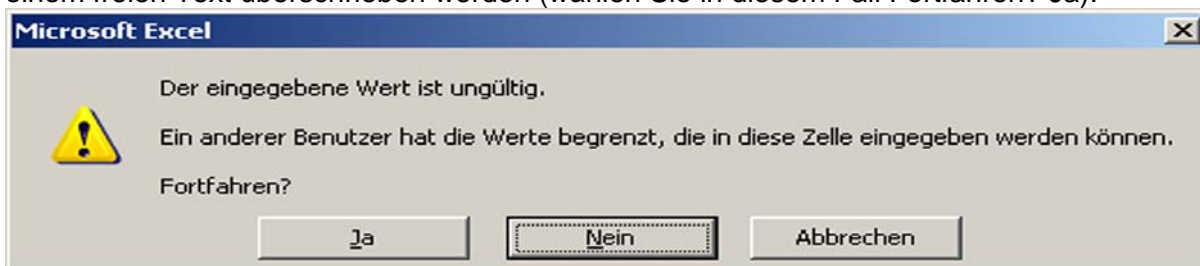 einem freien Text überschrieben werden (wählen Sie in diesem Fall Fortfahren? Ja).
Microsoft Excel
Der eingegebene Wert ist ungültig.
Ein anderer Benutzer hat die Werte begrenzt, die in diese Zelle eingegeben werden können.
Fortfahren?
Ja Nein Abbrechen